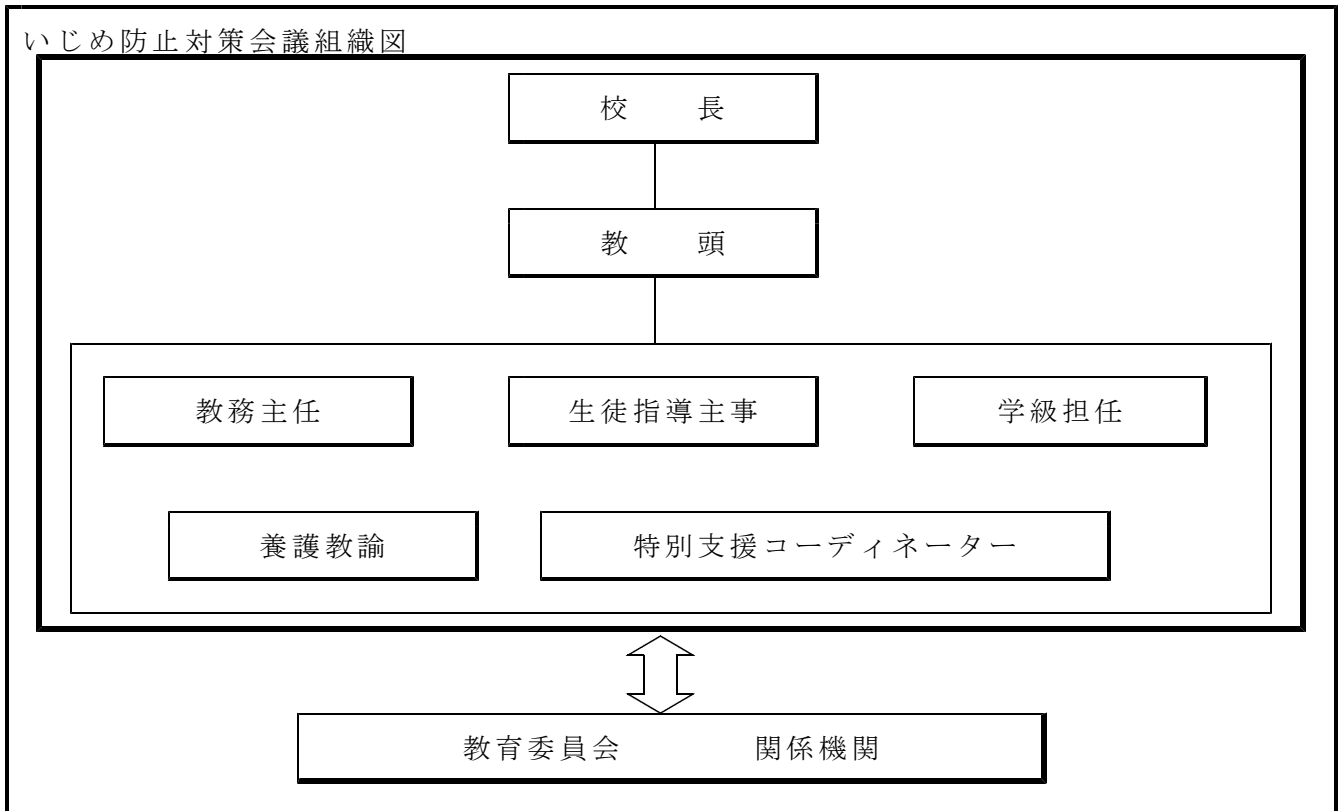 いじめ防止対策会議組織図
校　　長
教　　頭
教務主任
生徒指導主事
学級担任
養護教諭
特別支援コーディネーター
教育委員会　　　　関係機関